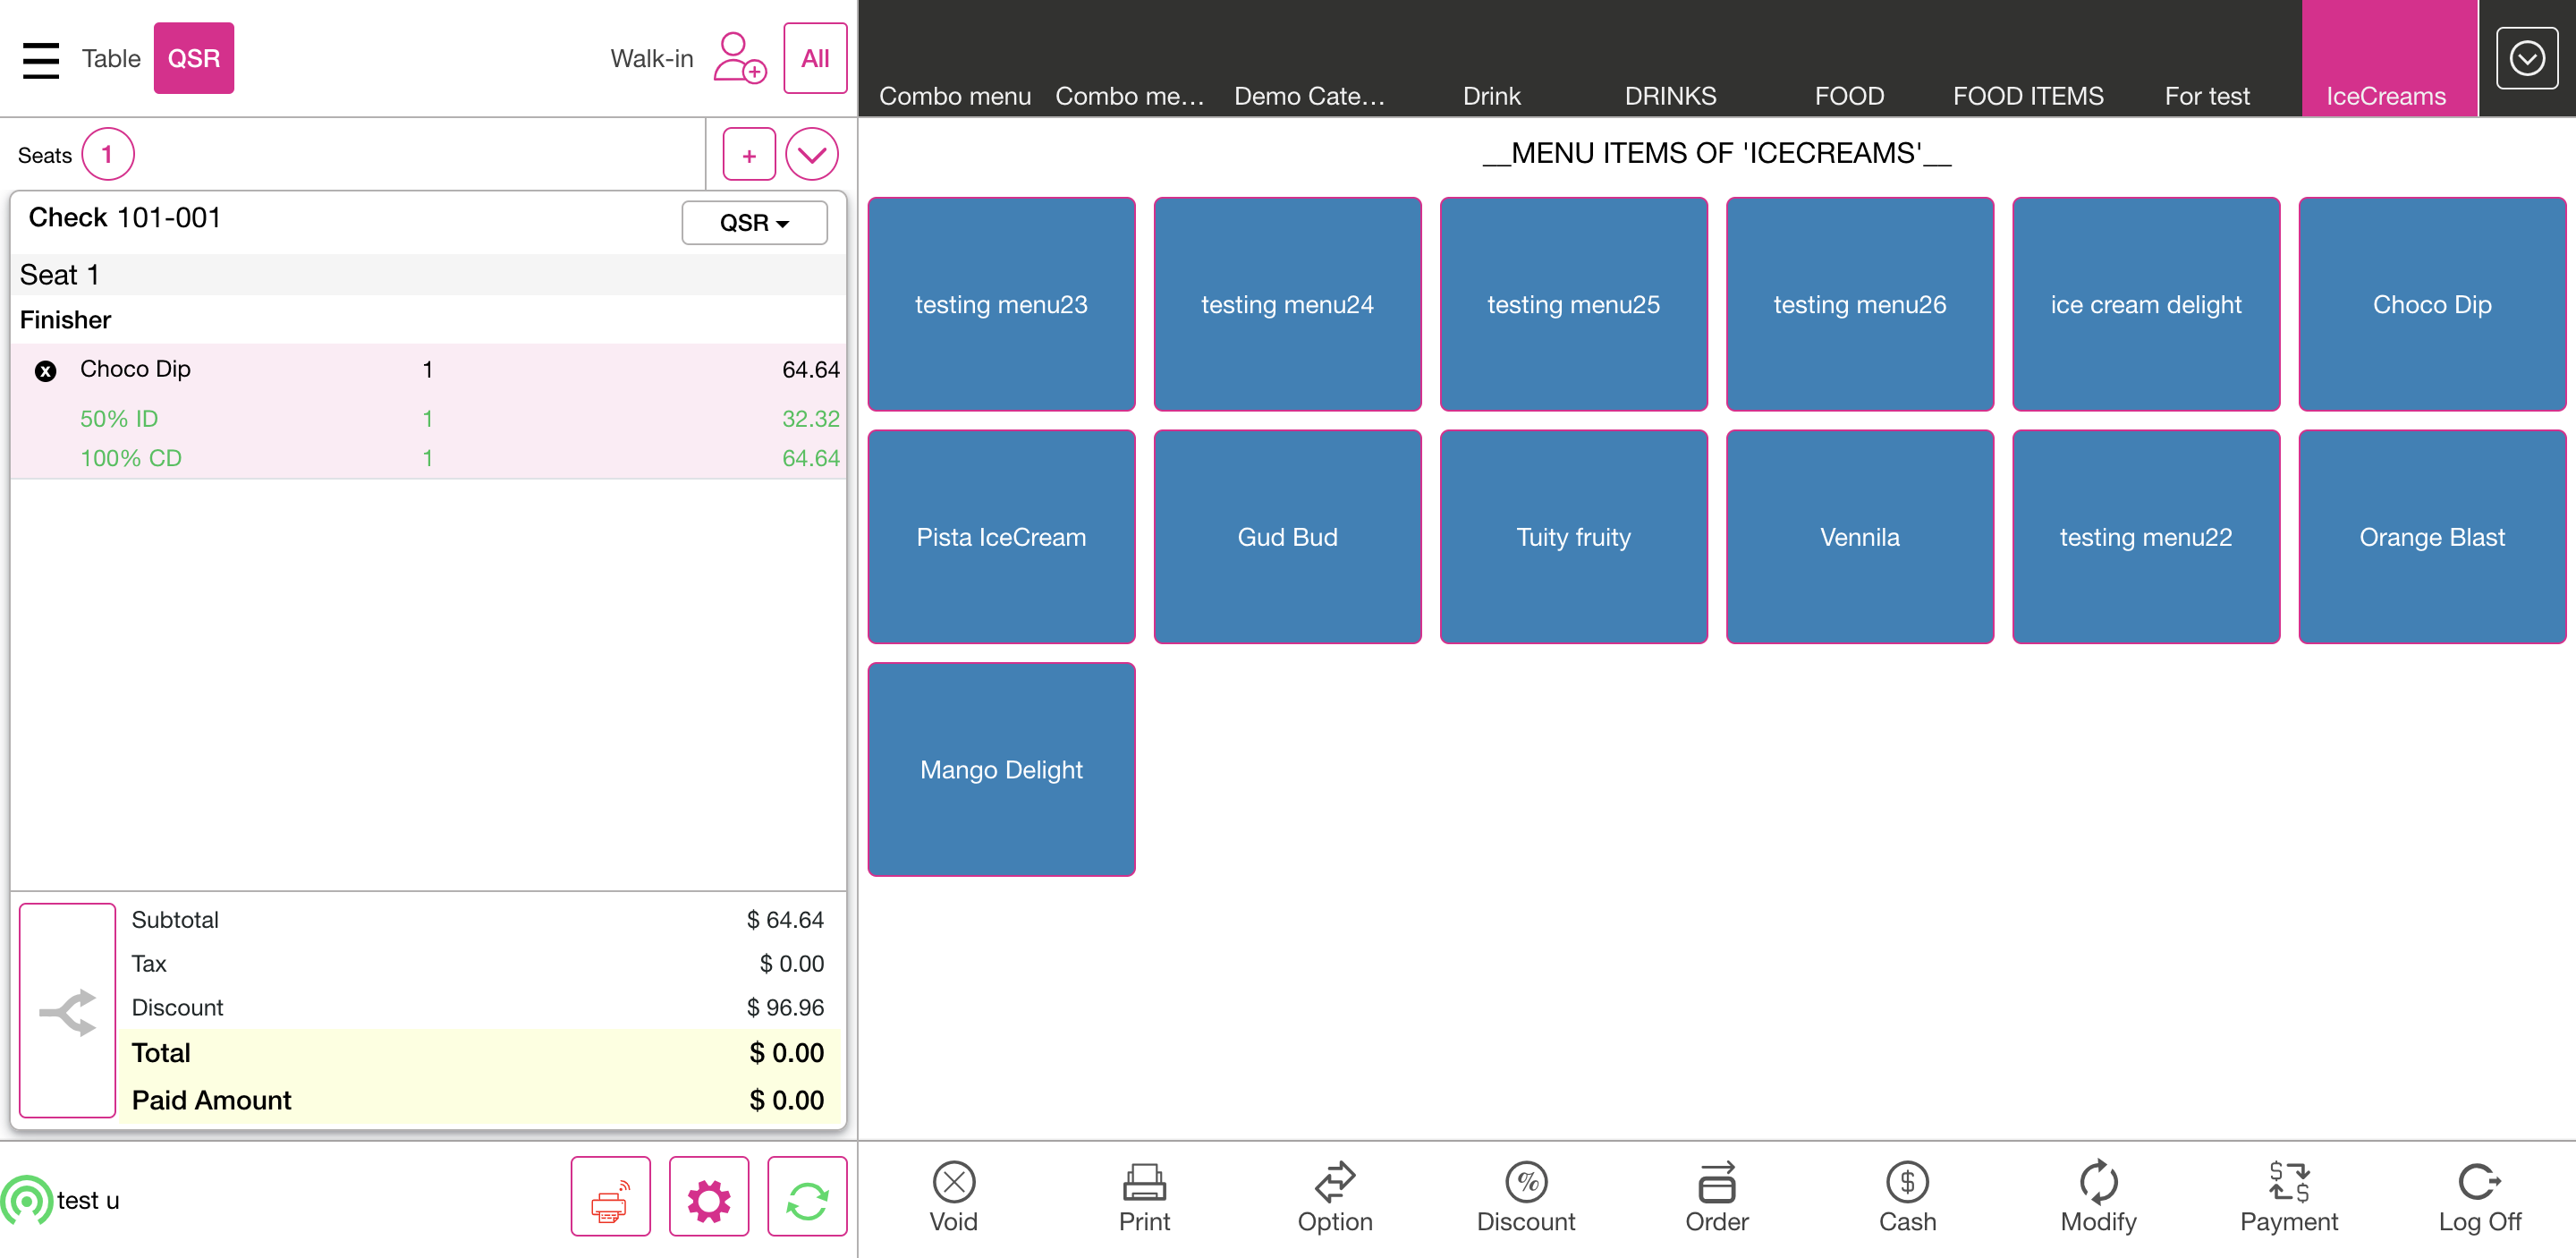 Table QSR Walk-in All
Combo menu Combo me... Demo Cate... Drink DRINKS FOOD FOOD ITEMS For test IceCreams
Seats 1 +
__MENU ITEMS OF 'ICECREAMS'__
Check 101-001 QSR
Seat 1
Finisher
x Choco Dip 1 64.64
50% ID 1 32.32
100% CD 1 64.64
testing menu23 testing menu24 testing menu25 testing menu26 ice cream delight Choco Dip
Pista IceCream Gud Bud Tuity fruity Vennila testing menu22 Orange Blast
Mango Delight
Subtotal $ 64.64
Tax $ 0.00
Discount $ 96.96
Total $ 0.00
Paid Amount $ 0.00
test u
Void Print Option Discount Order Cash Modify Payment Log Off